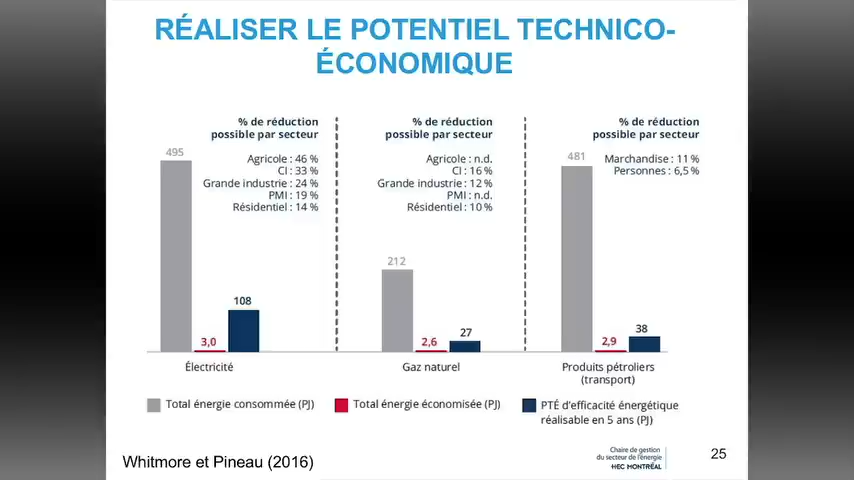 RÉALISER LE POTENTIEL TECHNICO-
ÉCONOMIQUE
% de réduction
possible par secteur
Agricole : 46 %
CI : 33 %
Grande industrie : 24 %
PMI : 19 %
Résidentiel : 14 %
495
3,0
108
Électricité
% de réduction
possible par secteur
Agricole : n.d.
CI : 16 %
Grande industrie : 12 %
PMI : n.d.
Résidentiel : 10 %
212
2,6
27
Gaz naturel
% de réduction
possible par secteur
Marchandise : 11 %
Personnes : 6,5 %
481
2,9
38
Produits pétroliers
(transport)
Total énergie consommée (PJ)
Total énergie économisée (PJ)
PTÉ d'efficacité énergétique
réalisable en 5 ans (PJ)
Whitmore et Pineau (2016)
Chaire de gestion
du secteur de l'énergie
HEC MONTRÉAL
25